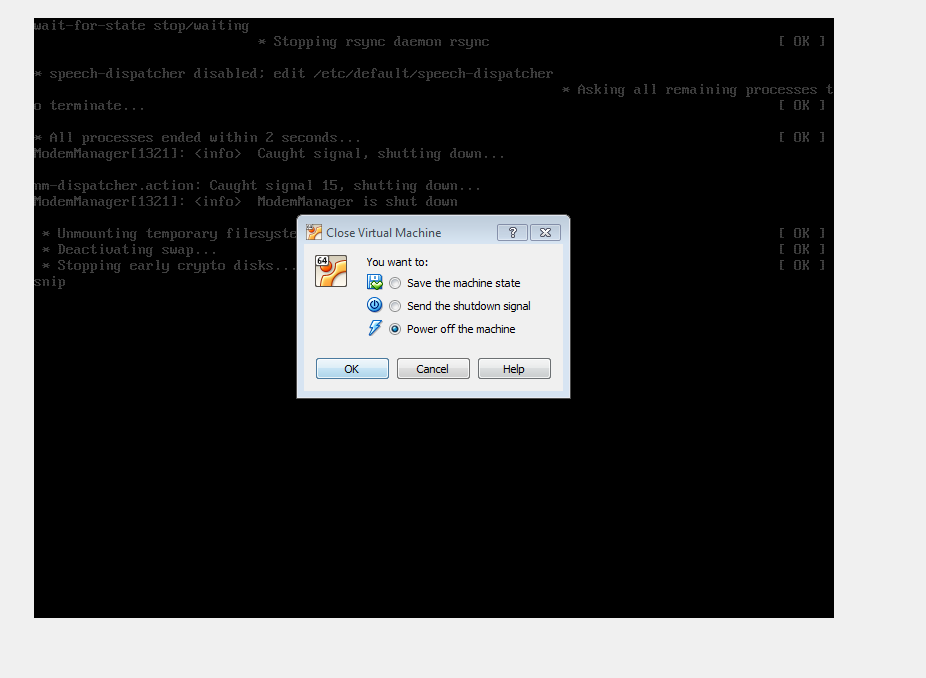 wait-for-state stop/waiting
* Stopping rsync daemon rsync [ OK ]
* speech-dispatcher disabled; edit /etc/default/speech-dispatcher
* Asking all remaining processes t
o terminate... [ OK ]
* All processes ended within 2 seconds... [ OK ]
ModemManager[1321]: <info>  Caught signal, shutting down...
nm-dispatcher.action: Caught signal 15, shutting down...
ModemManager[1321]: <info>  ModemManager is shut down
* Unmounting temporary filesyste [ OK ]
* Deactivating swap... [ OK ]
* Stopping early crypto disks... [ OK ]
snip
Close Virtual Machine
64
You want to:
Save the machine state
Send the shutdown signal
Power off the machine
OK Cancel Help